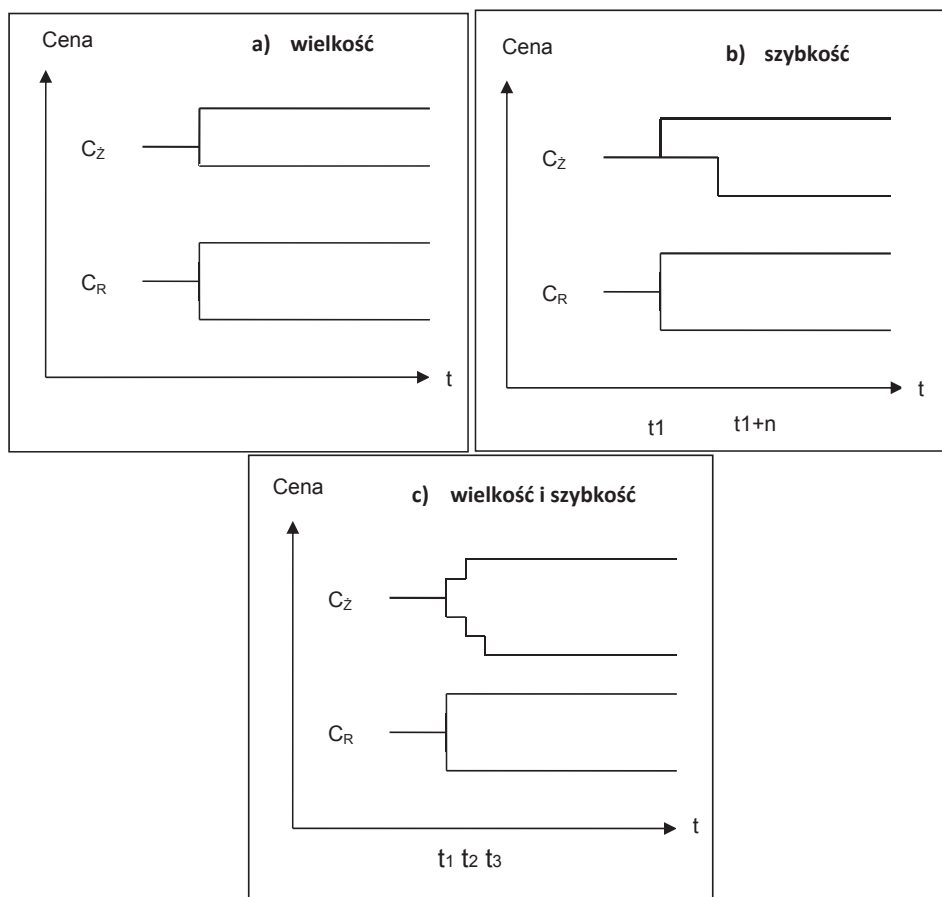 Cena
a) wielkość
CŻ
CR
t
Cena
b) szybkość
CŻ
CR
t
t1 t1+n
Cena
c) wielkość i szybkość
CŻ
CR
t
t1 t2 t3